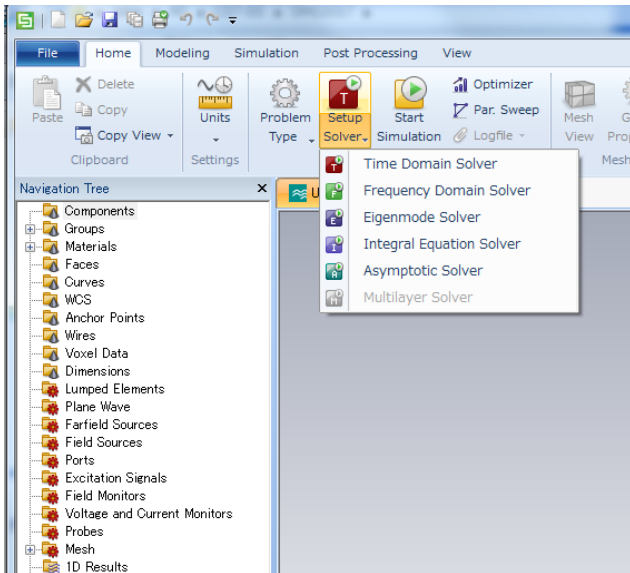 File Home Modeling Simulation Post Processing View
Delete
Copy
Copy View
Paste
Clipboard
Units
Settings
Problem Type
Setup Solver
Start Simulation
Optimizer
Par. Sweep
Logfile
Mesh View
Mesh
Time Domain Solver
Frequency Domain Solver
Eigenmode Solver
Integral Equation Solver
Asymptotic Solver
Multilayer Solver
Navigation Tree
Components
Groups
Materials
Faces
Curves
WCS
Anchor Points
Wires
Voxel Data
Dimensions
Lumped Elements
Plane Wave
Farfield Sources
Field Sources
Ports
Excitation Signals
Field Monitors
Voltage and Current Monitors
Probes
Mesh
1D Results